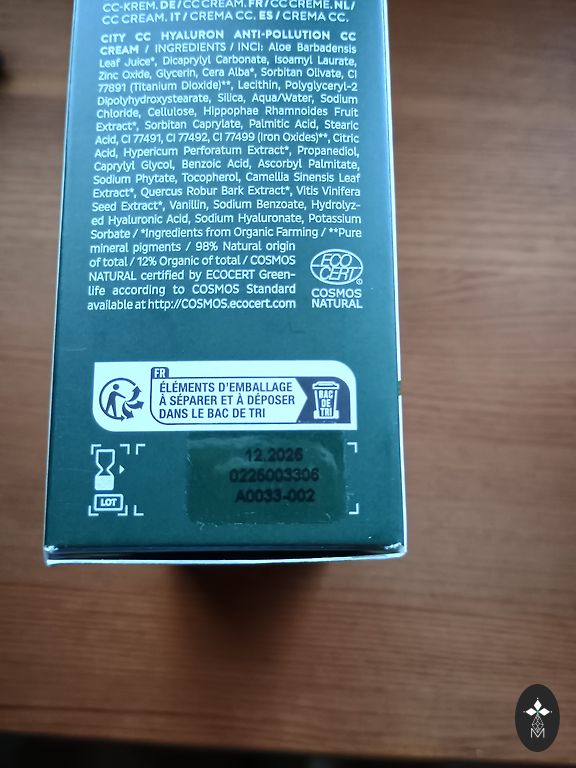 CC-KREM. DE/ CC CREAM. FR/ CC CRÈME. NL/
CC CREAM. IT / CREMA CC. ES / CREMA CC.
CITY CC HYALURON ANTI-POLLUTION CC
CREAM / INGREDIENTS / INCI: Aloe Barbadensis
Leaf Juice*, Dicaprylyl Carbonate, Isoamyl Laurate,
Zinc Oxide, Glycerin, Cera Alba*, Sorbitan Olivate, CI
77891 (Titanium Dioxide)**, Lecithin, Polyglyceryl-2
Dipolyhydroxystearate, Silica, Aqua/Water, Sodium
Chloride, Cellulose, Hippophae Rhamnoides Fruit
Extract*, Sorbitan Caprylate, Palmitic Acid, Stearic
Acid, CI 77491, CI 77492, CI 77499 (Iron Oxides)**, Citric
Acid, Hypericum Perforatum Extract*, Propanediol,
Caprylyl Glycol, Benzoic Acid, Ascorbyl Palmitate,
Sodium Phytate, Tocopherol, Camellia Sinensis Leaf
Extract*, Quercus Robur Bark Extract*, Vitis Vinifera
Seed Extract*, Vanillin, Sodium Benzoate, Hydrolyz-
ed Hyaluronic Acid, Sodium Hyaluronate, Potassium
Sorbate / *Ingredients from Organic Farming / **Pure
mineral pigments / 98% Natural origin
of total / 12% Organic of total / COSMOS
NATURAL certified by ECOCERT Green-
life according to COSMOS Standard
available at http://COSMOS.ecocert.com
ECO
CERT®
COSMOS
NATURAL
FR
ÉLÉMENTS D'EMBALLAGE
À SÉPARER ET À DÉPOSER
DANS LE BAC DE TRI
BAC
DE
TRI
12.2026
0226003306
A0033-002
LOT
M